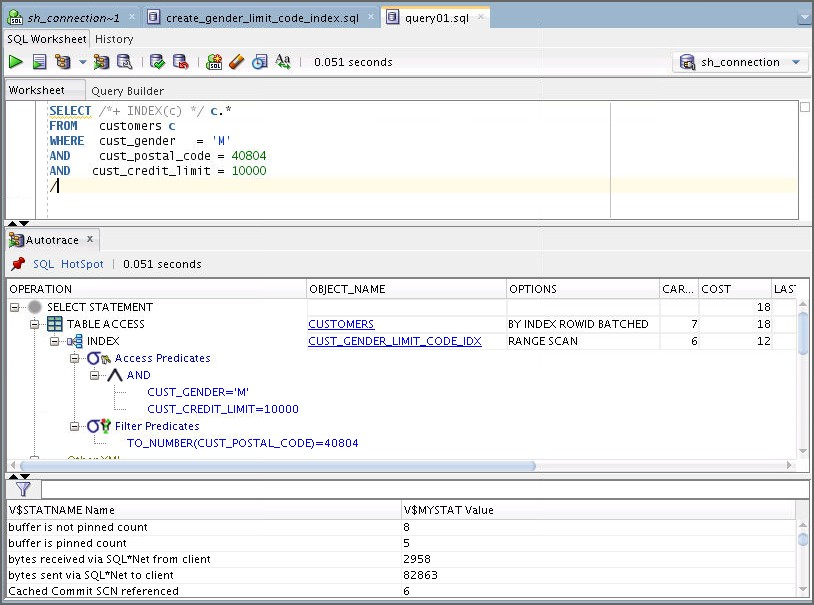 sh_connection~1 create_gender_limit_code_index.sql query01.sql
SQL Worksheet History
0.051 seconds sh_connection
Worksheet Query Builder
SELECT /*+ INDEX(c) */ c.*
FROM customers c
WHERE cust_gender = 'M'
AND cust_postal_code = 40804
AND cust_credit_limit = 10000
/
Autotrace
SQL HotSpot 0.051 seconds
OPERATION OBJECT_NAME OPTIONS CAR... COST LAST
SELECT STATEMENT 18
TABLE ACCESS CUSTOMERS BY INDEX ROWID BATCHED 7 18
INDEX CUST_GENDER_LIMIT_CODE_IDX RANGE SCAN 6 12
Access Predicates
AND
CUST_GENDER='M'
CUST_CREDIT_LIMIT=10000
Filter Predicates
TO_NUMBER(CUST_POSTAL_CODE)=40804
Other XML
V$STATNAME Name V$MYSTAT Value
buffer is not pinned count 8
buffer is pinned count 5
bytes received via SQL*Net from client 2958
bytes sent via SQL*Net to client 82863
Cached Commit SCN referenced 6